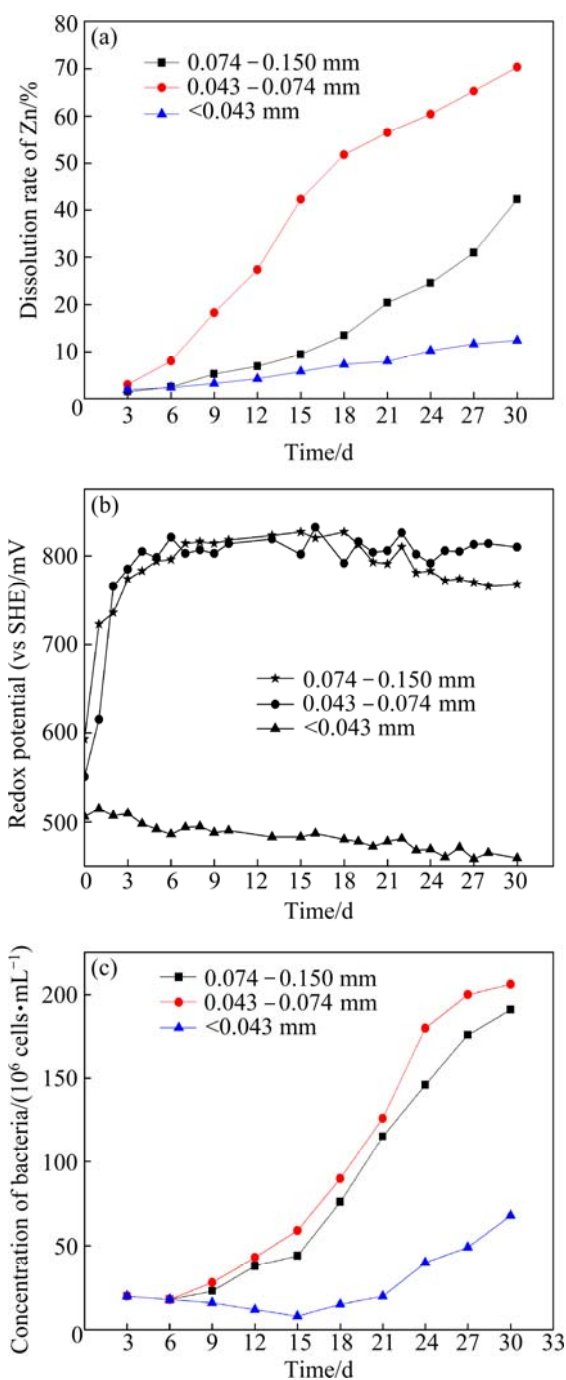 (a)
0.074−0.150 mm
0.043−0.074 mm
<0.043 mm
80
70
60
50
40
30
20
10
0
Dissolution rate of Zn/%
3 6 9 12 15 18 21 24 27 30
Time/d
(b)
800
700
600
500
Redox potential (vs SHE)/mV
0.074−0.150 mm
0.043−0.074 mm
<0.043 mm
0 3 6 9 12 15 18 21 24 27 30
Time/d
(c)
0.074−0.150 mm
0.043−0.074 mm
<0.043 mm
200
150
100
50
0
Concentration of bacteria/(10⁶ cells•mL⁻¹)
3 6 9 12 15 18 21 24 27 30 33
Time/d